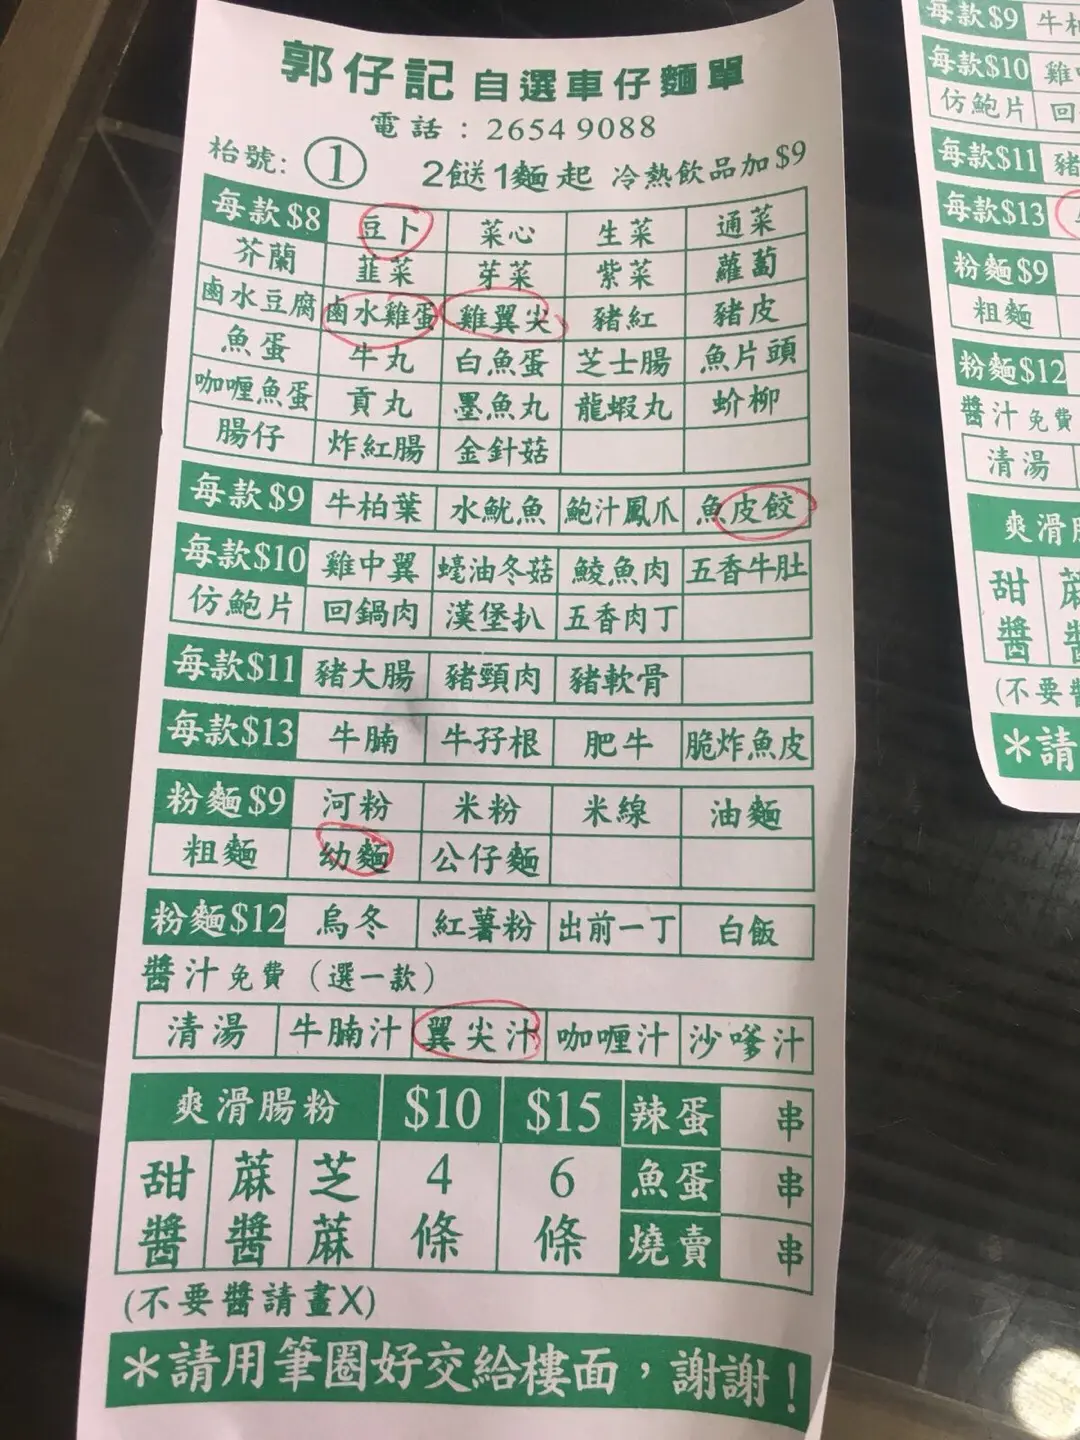 郭仔記 自選車仔麵單
電話：2654 9088
枱號: ① 2餸1麵起 冷熱飲品加$9
每款$8 豆卜 菜心 生菜 通菜
芥蘭 韮菜 芽菜 紫菜 蘿蔔
鹵水豆腐 鹵水雞蛋 雞翼尖 豬紅 豬皮
魚蛋 牛丸 白魚蛋 芝士腸 魚片頭
咖喱魚蛋 貢丸 墨魚丸 龍蝦丸 蚧柳
腸仔 炸紅腸 金針菇
每款$9 牛柏葉 水魷魚 鮑汁鳳爪 魚皮餃
每款$10 雞中翼 蠔油冬菇 鯪魚肉 五香牛肚
仿鮑片 回鍋肉 漢堡扒 五香肉丁
每款$11 豬大腸 豬頸肉 豬軟骨
每款$13 牛腩 牛孖根 肥牛 脆炸魚皮
粉麵$9 河粉 米粉 米線 油麵
粗麵 幼麵 公仔麵
粉麵$12 烏冬 紅薯粉 出前一丁 白飯
醬汁免費（選一款）
清湯 牛腩汁 翼尖汁 咖喱汁 沙嗲汁
爽滑腸粉 $10 $15 辣蛋 串
甜醬 蔴醬 芝蔴 4條 6條 魚蛋 串
燒賣 串
(不要醬請畫X)
＊請用筆圈好交給樓面，謝謝！
每款$9
每款$10 雞
仿鮑片 回
每款$11 豬
每款$13
粉麵$9
粗麵
粉麵$12
醬汁免費
清湯
爽滑
甜醬
(不要
＊請